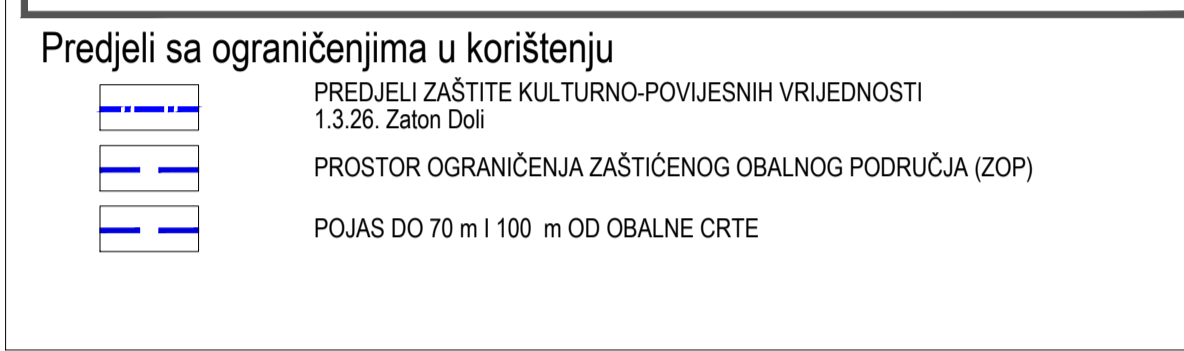 Predjeli sa ograničenjima u korištenju
PREDJELI ZAŠTITE KULTURNO-POVIJESNIH VRIJEDNOSTI
1.3.26. Zaton Doli
PROSTOR OGRANIČENJA ZAŠTIĆENOG OBALNOG PODRUČJA (ZOP)
POJAS DO 70 m I 100 m OD OBALNE CRTE